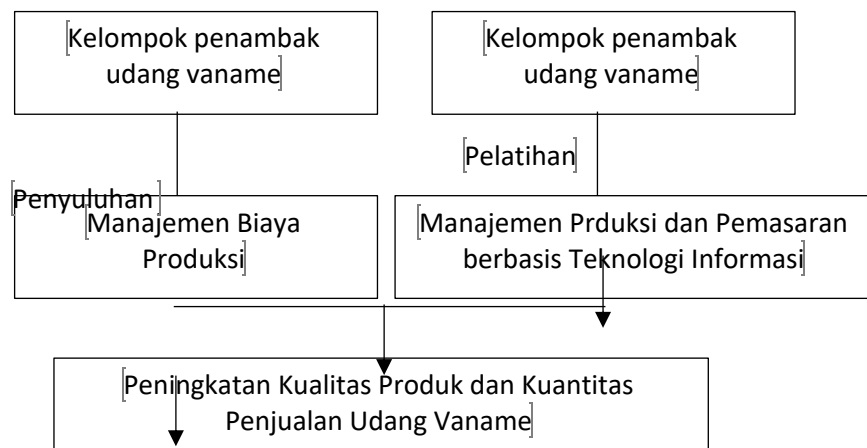 Kelompok penambak
udang vaname
Kelompok penambak
udang vaname
Pelatihan
Penyuluhan
Manajemen Biaya
Produksi
Manajemen Prduksi dan Pemasaran
berbasis Teknologi Informasi
Peningkatan Kualitas Produk dan Kuantitas
Penjualan Udang Vaname